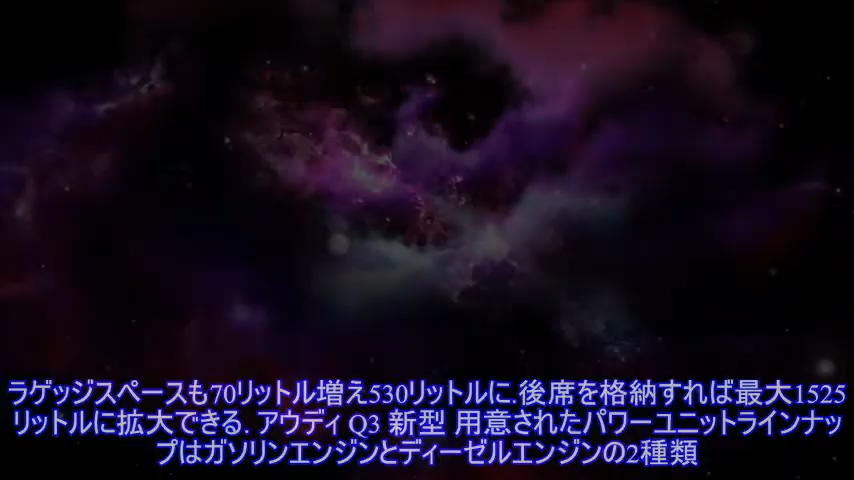 ラゲッジスペースも70リットル増え530リットルに.後席を格納すれば最大1525
リットルに拡大できる. アウディ Q3 新型 用意されたパワーユニットラインナッ
プはガソリンエンジンとディーゼルエンジンの2種類